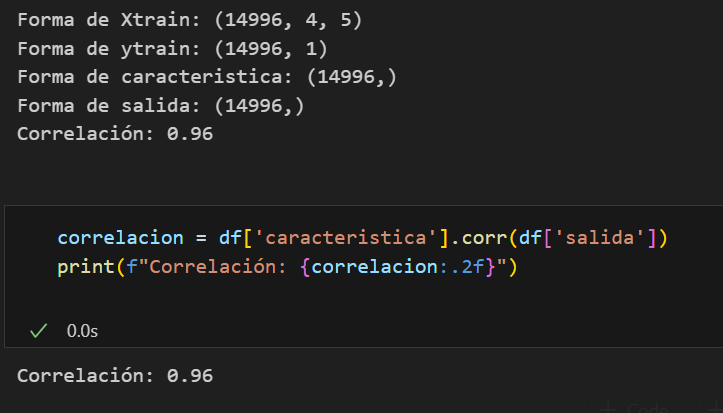 Forma de Xtrain: (14996, 4, 5)
Forma de ytrain: (14996, 1)
Forma de caracteristica: (14996,)
Forma de salida: (14996,)
Correlación: 0.96
correlacion = df['caracteristica'].corr(df['salida'])
print(f"Correlación: {correlacion:.2f}")
0.0s
Correlación: 0.96